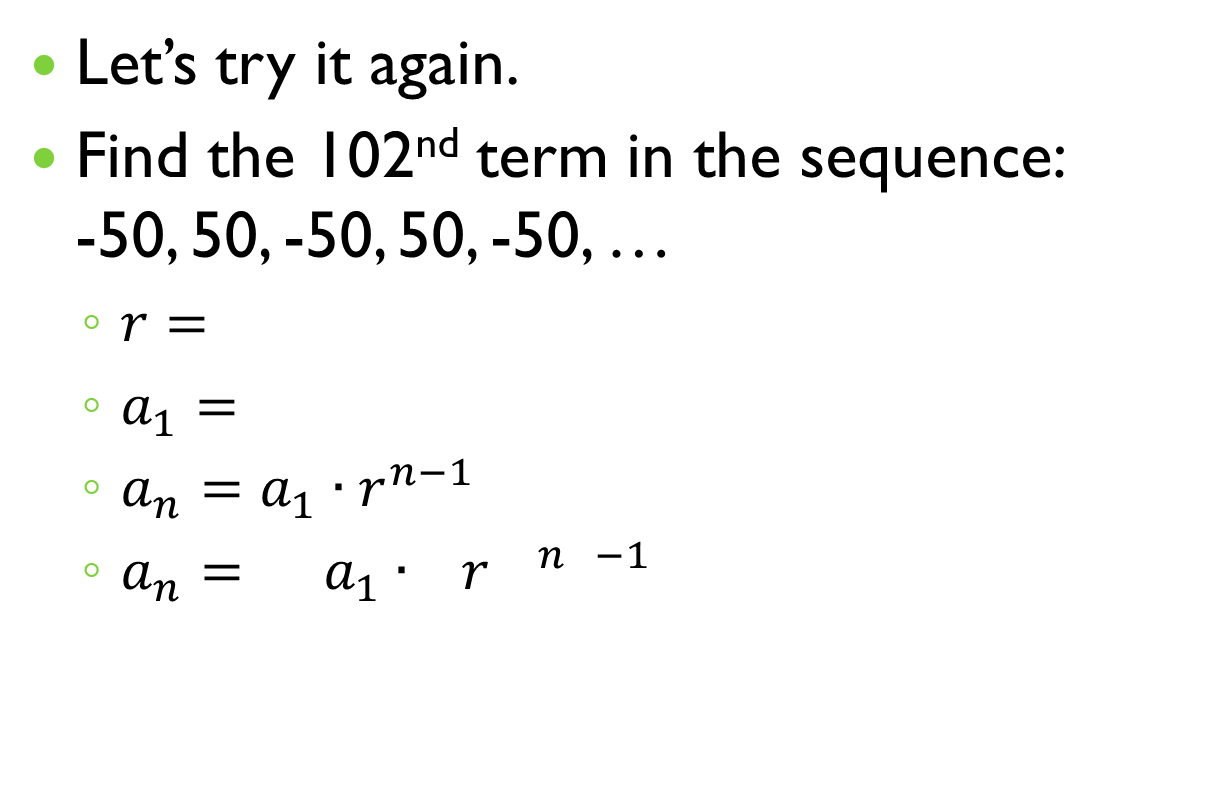 • Let's try it again.
• Find the 102ⁿᵈ term in the sequence:
-50, 50, -50, 50, -50, …
◦ 𝑟 =
◦ 𝑎₁ =
◦ 𝑎ₙ = 𝑎₁ · 𝑟ⁿ⁻¹
◦ 𝑎ₙ = 𝑎₁ · 𝑟 ⁿ ⁻¹